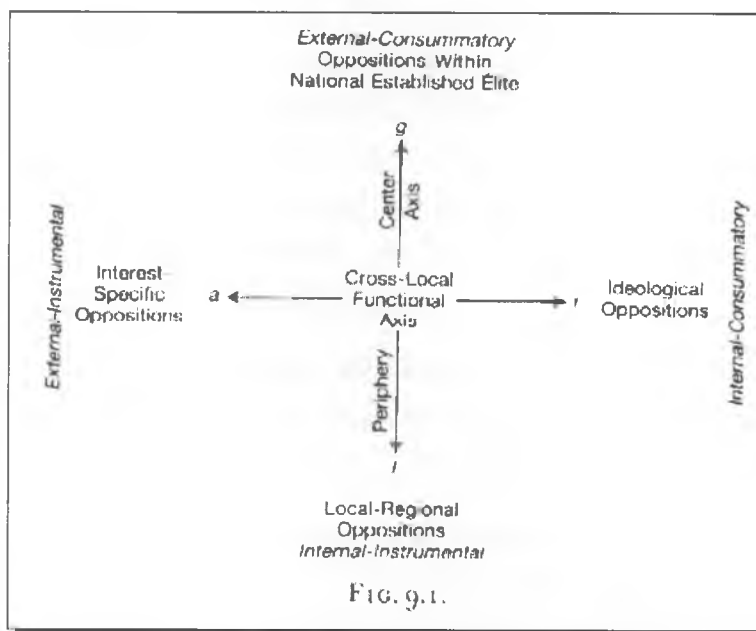 External-Consummatory
Oppositions Within
National Established Élite
g
Center
Axis
External-Instrumental
Interest
Specific
Oppositions
a
Cross-Local
Functional
Axis
Ideological
Oppositions
Internal-Consummatory
Periphery
l
Local-Regional
Oppositions
Internal-Instrumental
FIG. 9.1.